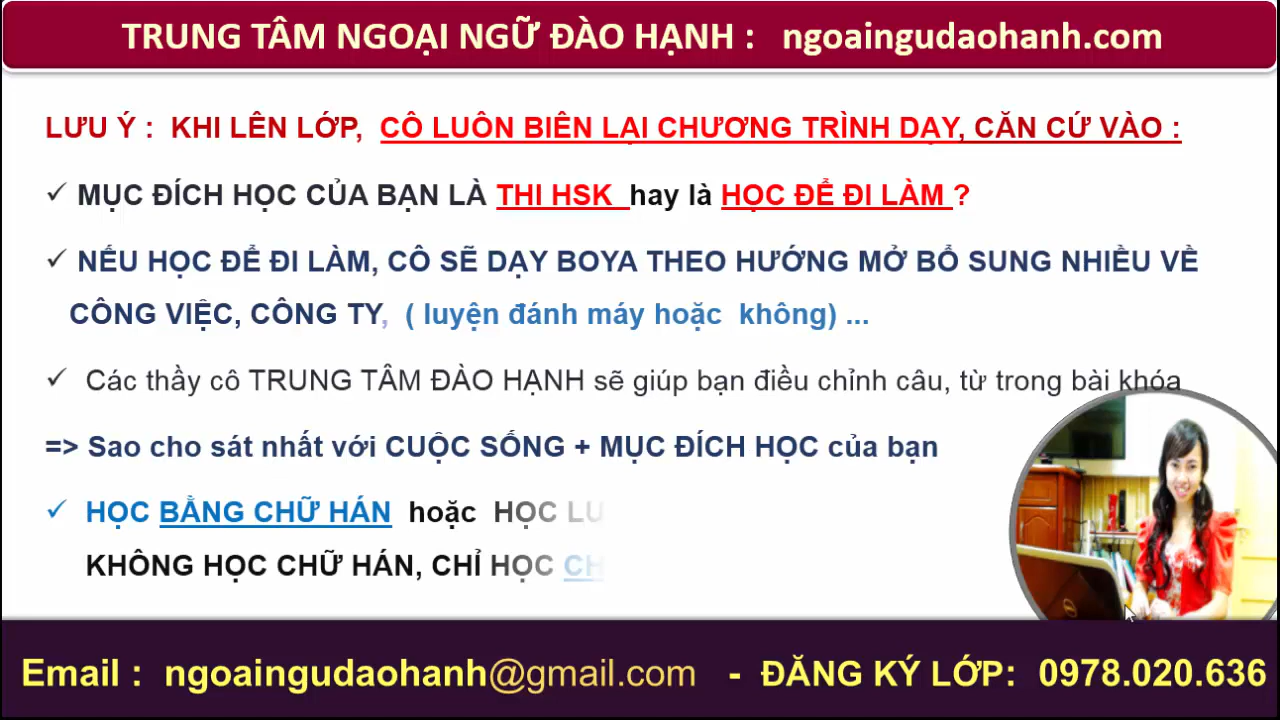 TRUNG TÂM NGOẠI NGỮ ĐÀO HẠNH : ngoaingudaohanh.com
LƯU Ý : KHI LÊN LỚP, CÔ LUÔN BIÊN LẠI CHƯƠNG TRÌNH DẠY, CĂN CỨ VÀO :
✓ MỤC ĐÍCH HỌC CỦA BẠN LÀ THI HSK hay là HỌC ĐỂ ĐI LÀM ?
✓ NẾU HỌC ĐỂ ĐI LÀM, CÔ SẼ DẠY BOYA THEO HƯỚNG MỞ BỔ SUNG NHIỀU VỀ
CÔNG VIỆC, CÔNG TY, ( luyện đánh máy hoặc không) ...
✓ Các thầy cô TRUNG TÂM ĐÀO HẠNH sẽ giúp bạn điều chỉnh câu, từ trong bài khóa
=> Sao cho sát nhất với CUỘC SỐNG + MỤC ĐÍCH HỌC của bạn
✓ HỌC BẰNG CHỮ HÁN hoặc HỌC
KHÔNG HỌC CHỮ HÁN, CHỈ HỌC
Email : ngoaingudaohanh@gmail.com - ĐĂNG KÝ LỚP: 0978.020.636